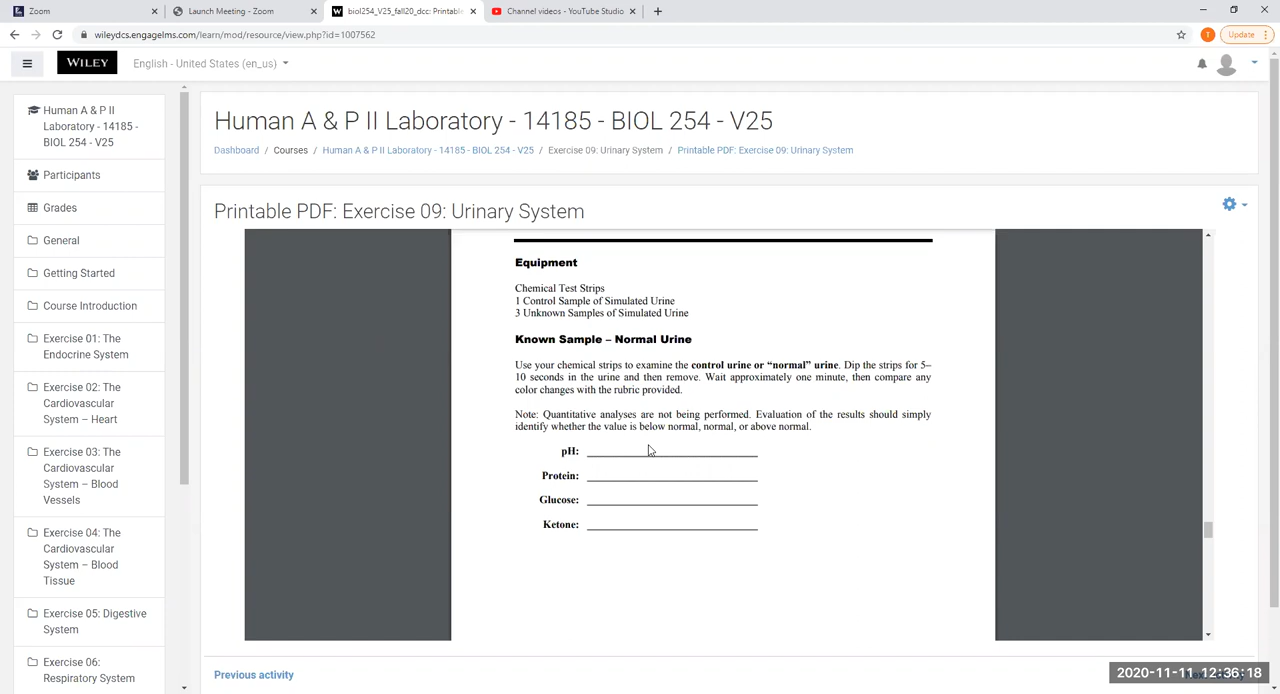 Zoom
Launch Meeting - Zoom
biol254_V25_fall20_dcc: Printabl
Channel videos - YouTube Studio
wileydcs.engagelms.com/learn/mod/resource/view.php?id=1007562
T
Update
WILEY
English - United States (en_us)
Human A & P II
Laboratory - 14185 -
BIOL 254 - V25
Participants
Grades
General
Getting Started
Course Introduction
Exercise 01: The
Endocrine System
Exercise 02: The
Cardiovascular
System – Heart
Exercise 03: The
Cardiovascular
System – Blood
Vessels
Exercise 04: The
Cardiovascular
System – Blood
Tissue
Exercise 05: Digestive
System
Exercise 06:
Respiratory System
Human A & P II Laboratory - 14185 - BIOL 254 - V25
Dashboard / Courses / Human A & P II Laboratory - 14185 - BIOL 254 - V25 / Exercise 09: Urinary System / Printable PDF: Exercise 09: Urinary System
Printable PDF: Exercise 09: Urinary System
Equipment
Chemical Test Strips
1 Control Sample of Simulated Urine
3 Unknown Samples of Simulated Urine
Known Sample – Normal Urine
Use your chemical strips to examine the control urine or “normal” urine. Dip the strips for 5–
10 seconds in the urine and then remove. Wait approximately one minute, then compare any
color changes with the rubric provided.
Note: Quantitative analyses are not being performed. Evaluation of the results should simply
identify whether the value is below normal, normal, or above normal.
pH:
Protein:
Glucose:
Ketone:
Previous activity
2020-11-11 12:36:18